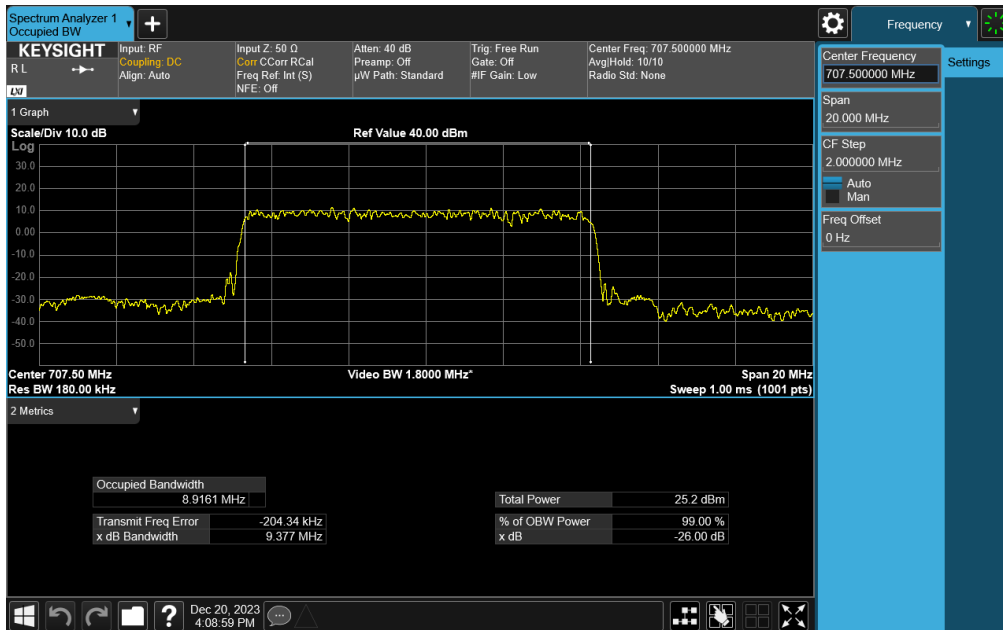 Spectrum Analyzer 1
Occupied BW
Frequency
KEYSIGHT
R L
LXI
Input: RF
Coupling: DC
Align: Auto
Input Z: 50 Ω
Corr CCorr RCal
Freq Ref: Int (S)
NFE: Off
Atten: 40 dB
Preamp: Off
µW Path: Standard
Trig: Free Run
Gate: Off
#IF Gain: Low
Center Freq: 707.500000 MHz
Avg|Hold: 10/10
Radio Std: None
Center Frequency
707.500000 MHz
Settings
Span
20.000 MHz
CF Step
2.000000 MHz
Auto
Man
Freq Offset
0 Hz
1 Graph
Scale/Div 10.0 dB
Ref Value 40.00 dBm
Log
30.0
20.0
10.0
0.00
-10.0
-20.0
-30.0
-40.0
-50.0
Center 707.50 MHz
Video BW 1.8000 MHz*
Span 20 MHz
Res BW 180.00 kHz
Sweep 1.00 ms (1001 pts)
2 Metrics
Occupied Bandwidth
8.9161 MHz
Total Power 25.2 dBm
Transmit Freq Error -204.34 kHz
% of OBW Power 99.00 %
x dB Bandwidth 9.377 MHz
x dB -26.00 dB
?
Dec 20, 2023
4:08:59 PM